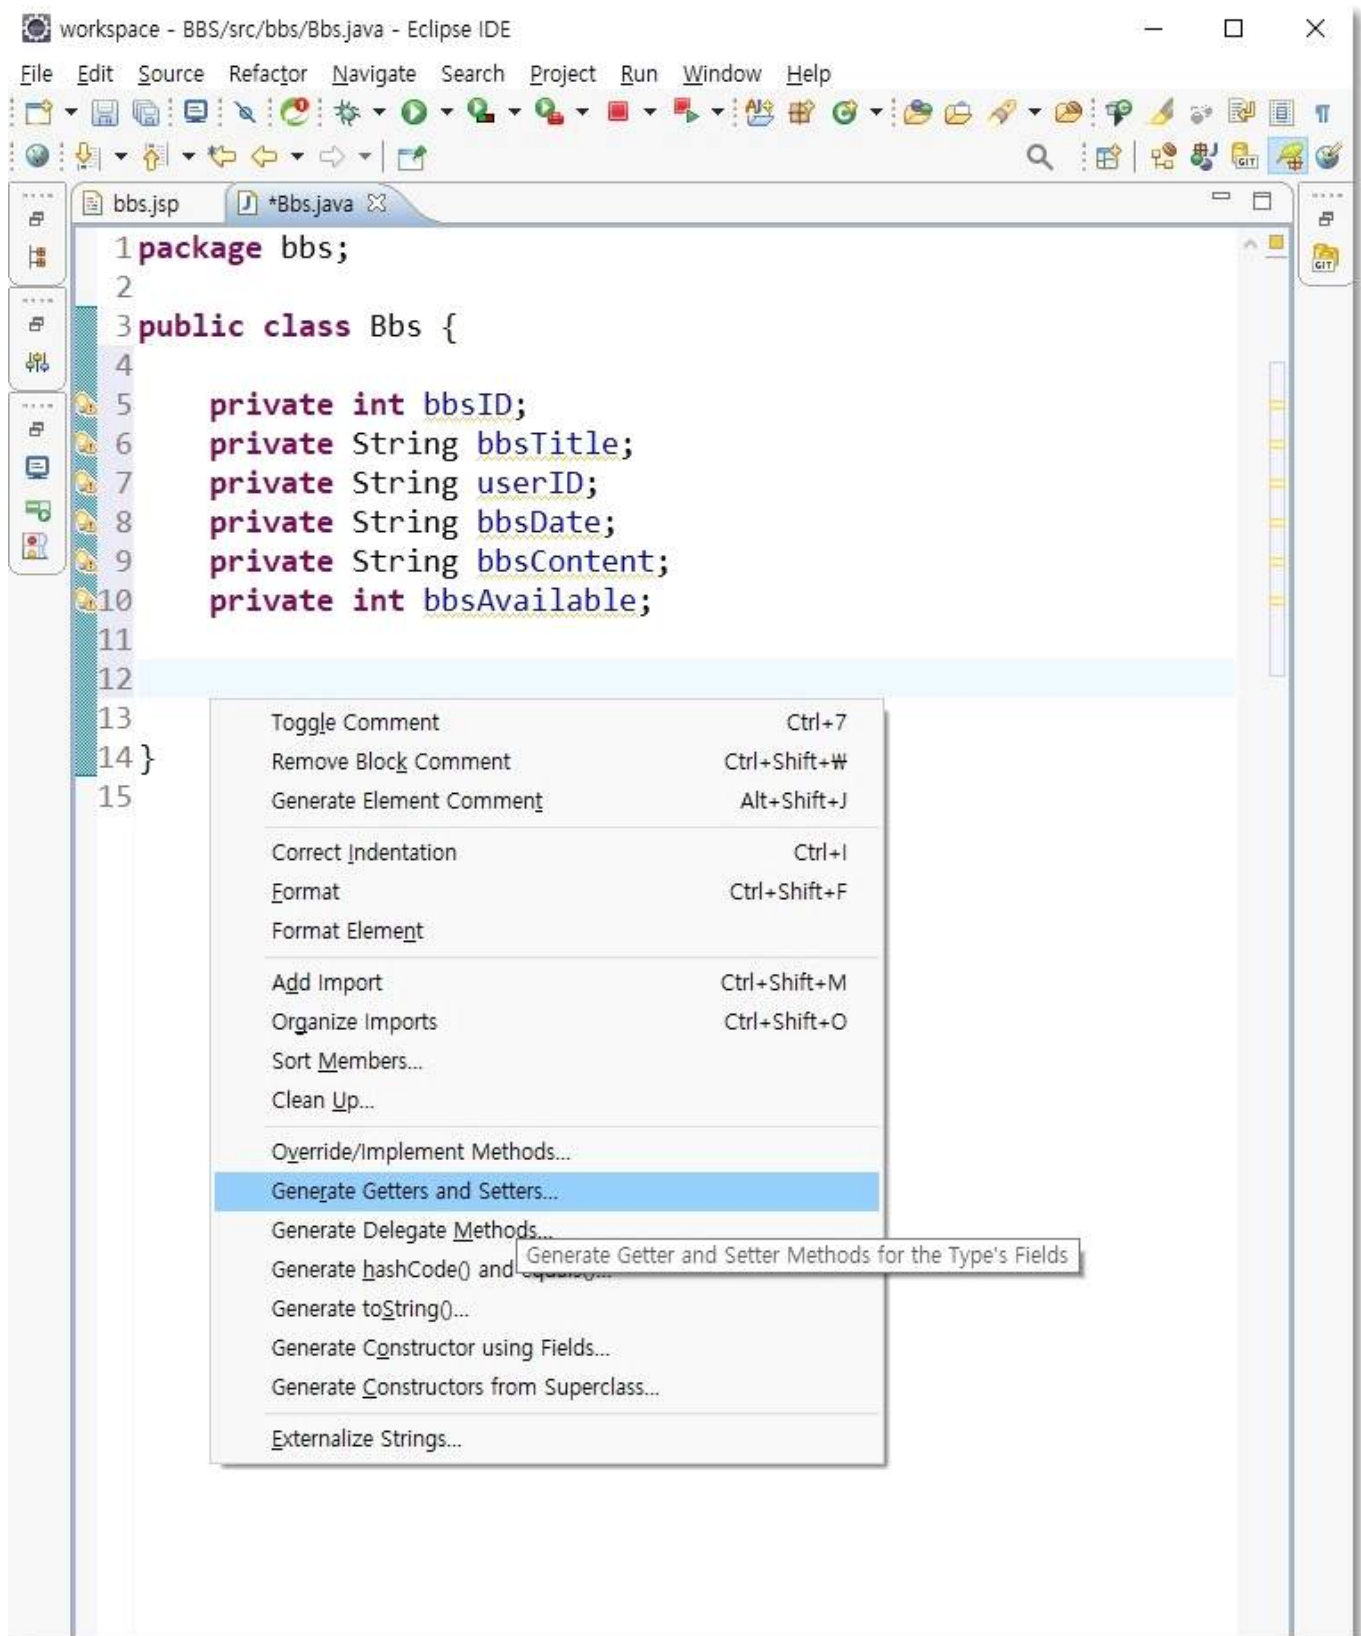 workspace - BBS/src/bbs/Bbs.java - Eclipse IDE
File Edit Source Refactor Navigate Search Project Run Window Help
bbs.jsp *Bbs.java
1 package bbs;
2
3 public class Bbs {
4
5 private int bbsID;
6 private String bbsTitle;
7 private String userID;
8 private String bbsDate;
9 private String bbsContent;
10 private int bbsAvailable;
11
12
13
14 }
15
Toggle Comment Ctrl+7
Remove Block Comment Ctrl+Shift+₩
Generate Element Comment Alt+Shift+J
Correct Indentation Ctrl+I
Format Ctrl+Shift+F
Format Element
Add Import Ctrl+Shift+M
Organize Imports Ctrl+Shift+O
Sort Members...
Clean Up...
Override/Implement Methods...
Generate Getters and Setters...
Generate Delegate Methods...
Generate Getter and Setter Methods for the Type's Fields
Generate hashCode() and
Generate toString()...
Generate Constructor using Fields...
Generate Constructors from Superclass...
Externalize Strings...